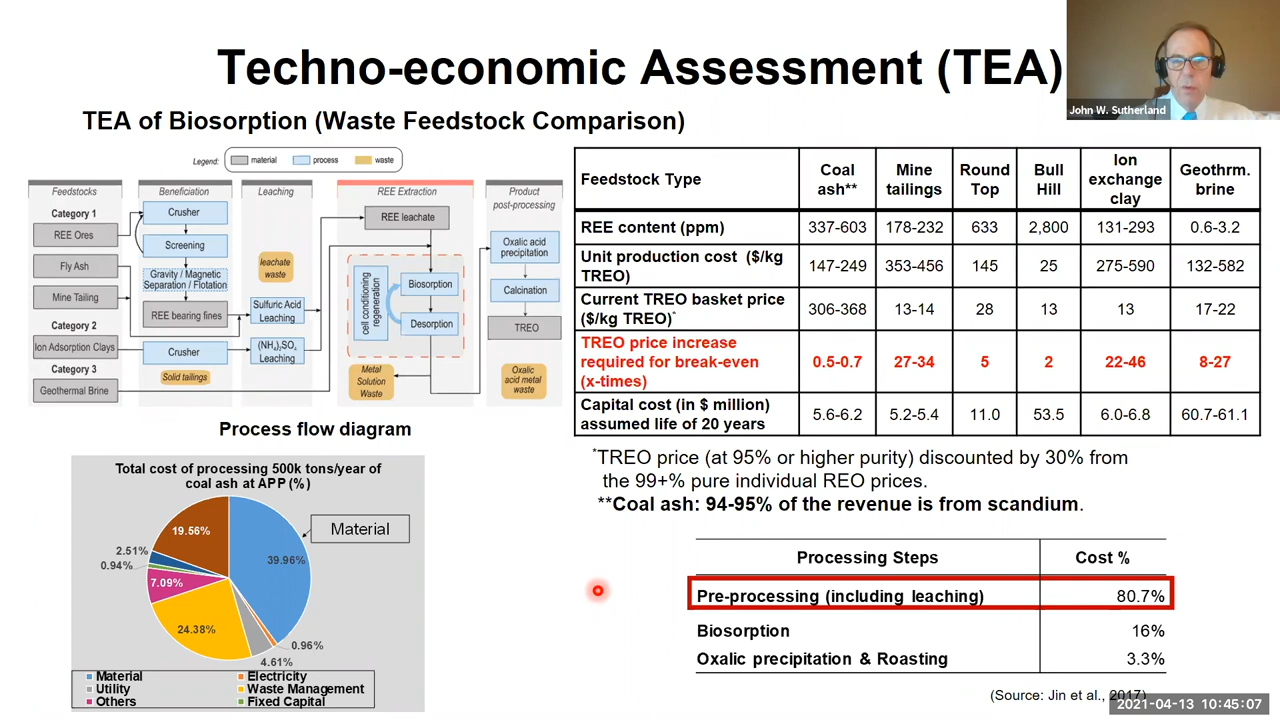 Techno-economic Assessment (TEA)
John W. Sutherland
TEA of Biosorption (Waste Feedstock Comparison)
Legend: material process waste
Feedstocks
Category 1
REE Ores
Fly Ash
Mine Tailing
Category 2
Ion Adsorption Clays
Category 3
Geothermal Brine
Beneficiation
Crusher
Screening
Gravity / Magnetic
Separation / Flotation
REE bearing fines
Crusher
Solid tailings
Leaching
leachate
waste
Sulfuric Acid
Leaching
(NH₄)₂SO₄
Leaching
REE Extraction
REE leachate
cell conditioning
regeneration
Biosorption
Desorption
Metal
Solution
Waste
Product
post-processing
Oxalic acid
precipitation
Calcination
TREO
Oxalic
acid metal
waste
Process flow diagram
Feedstock Type Coal ash** Mine tailings Round Top Bull Hill Ion exchange clay Geothrm. brine
REE content (ppm) 337-603 178-232 633 2,800 131-293 0.6-3.2
Unit production cost ($/kg TREO) 147-249 353-456 145 25 275-590 132-582
Current TREO basket price ($/kg TREO)* 306-368 13-14 28 13 13 17-22
TREO price increase required for break-even (x-times) 0.5-0.7 27-34 5 2 22-46 8-27
Capital cost (in $ million) assumed life of 20 years 5.6-6.2 5.2-5.4 11.0 53.5 6.0-6.8 60.7-61.1
*TREO price (at 95% or higher purity) discounted by 30% from
the 99+% pure individual REO prices.
**Coal ash: 94-95% of the revenue is from scandium.
Total cost of processing 500k tons/year of
coal ash at APP (%)
Material
39.96%
0.96%
4.61%
24.38%
7.09%
0.94%
2.51%
19.56%
Material Electricity
Utility Waste Management
Others Fixed Capital
Processing Steps Cost %
Pre-processing (including leaching) 80.7%
Biosorption 16%
Oxalic precipitation & Roasting 3.3%
(Source: Jin et al., 2017)
2021-04-13 10:45:07